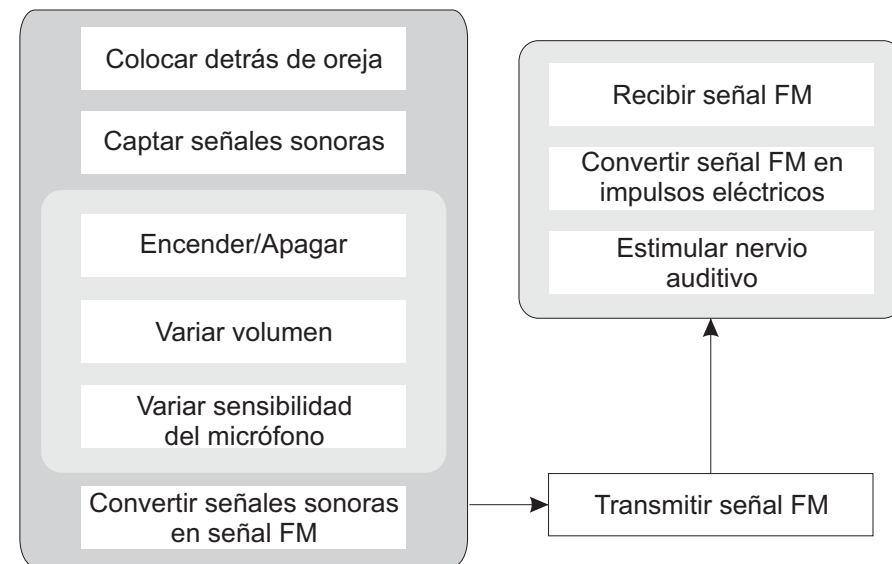 Colocar detrás de oreja
Captar señales sonoras
Encender/Apagar
Variar volumen
Variar sensibilidad
del micrófono
Convertir señales sonoras
en señal FM
Transmitir señal FM
Recibir señal FM
Convertir señal FM en
impulsos eléctricos
Estimular nervio
auditivo